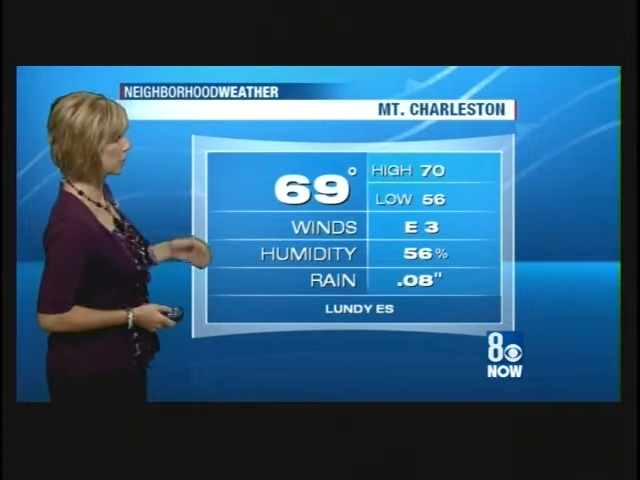 NEIGHBORHOODWEATHER
MT. CHARLESTON
69°
HIGH 70
LOW 56
WINDS E 3
HUMIDITY 56%
RAIN .08"
LUNDY ES
8
NOW